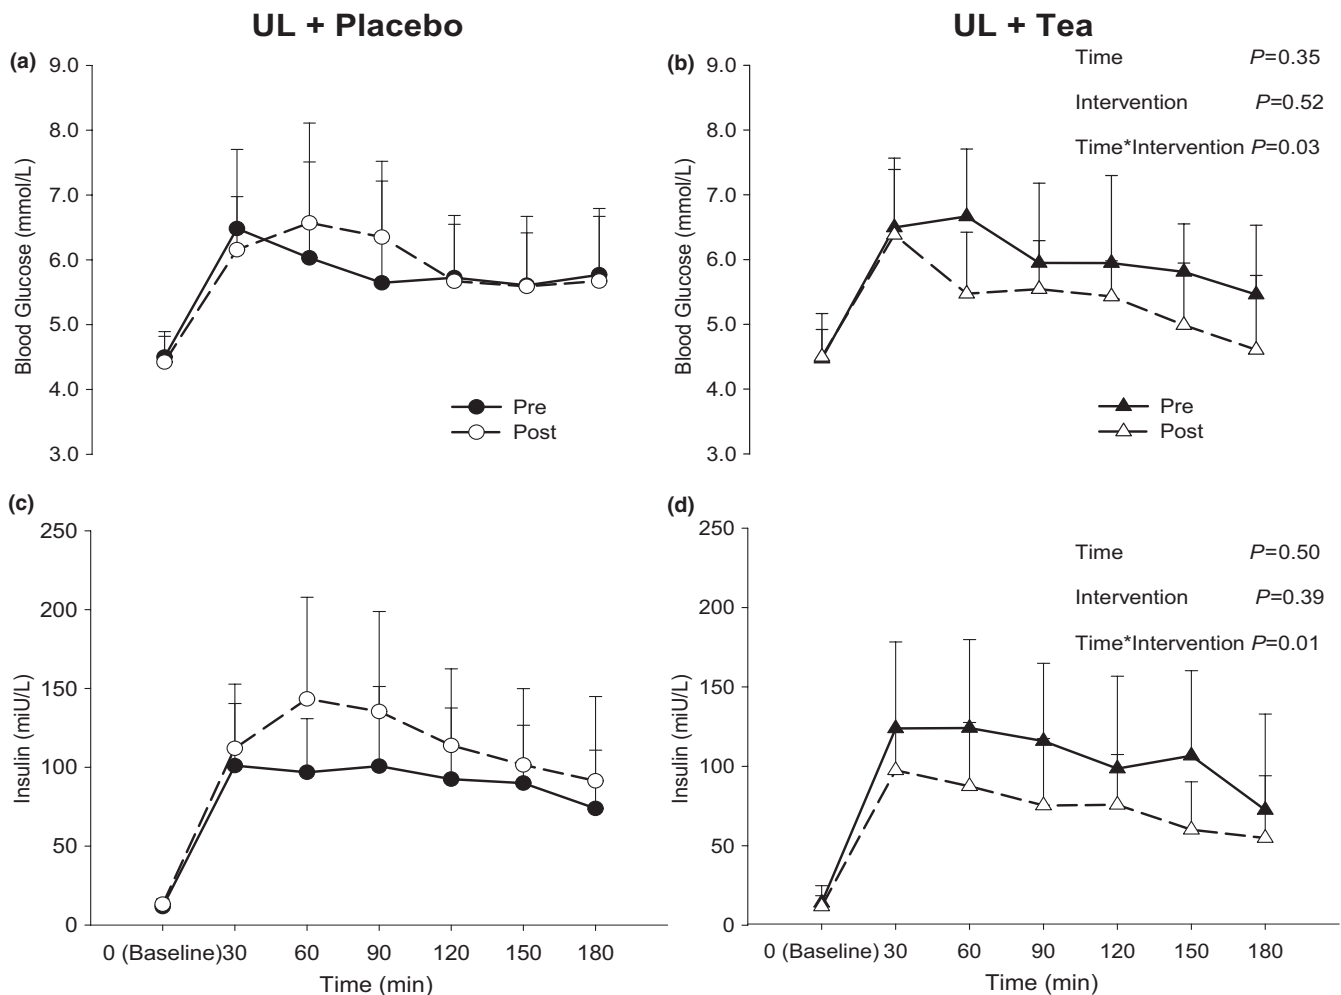 UL + Placebo
UL + Tea
(a)
9.0
8.0
7.0
6.0
5.0
4.0
3.0
Blood Glucose (mmol/L)
Pre
Post
(b)
9.0
8.0
7.0
6.0
5.0
4.0
3.0
Blood Glucose (mmol/L)
Time P=0.35
Intervention P=0.52
Time*Intervention P=0.03
Pre
Post
(c)
250
200
150
100
50
0
Insulin (miU/L)
0 (Baseline) 30 60 90 120 150 180
Time (min)
(d)
250
200
150
100
50
0
Insulin (miU/L)
Time P=0.50
Intervention P=0.39
Time*Intervention P=0.01
0 (Baseline) 30 60 90 120 150 180
Time (min)